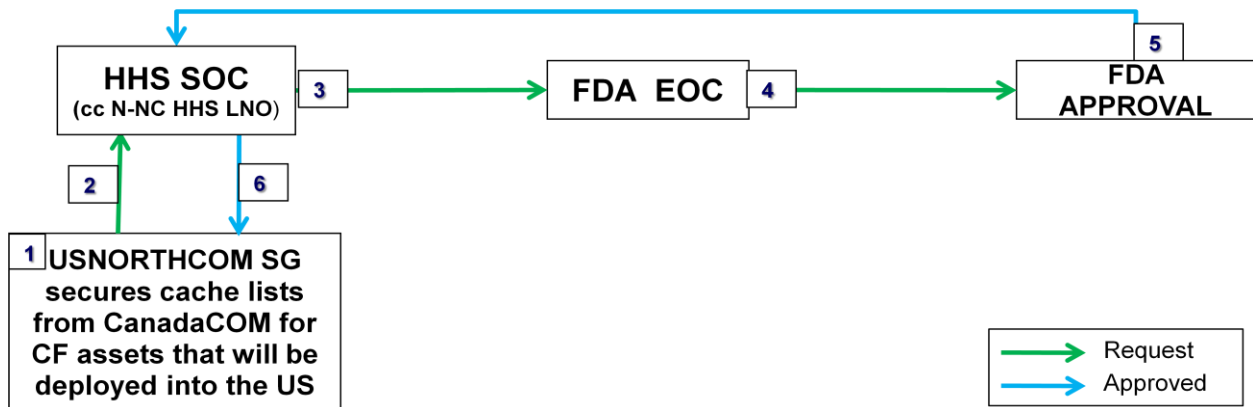 5
HHS SOC
(cc N-NC HHS LNO)
3
FDA EOC
4
FDA
APPROVAL
2
6
1
USNORTHCOM SG
secures cache lists
from CanadaCOM for
CF assets that will be
deployed into the US
Request
Approved